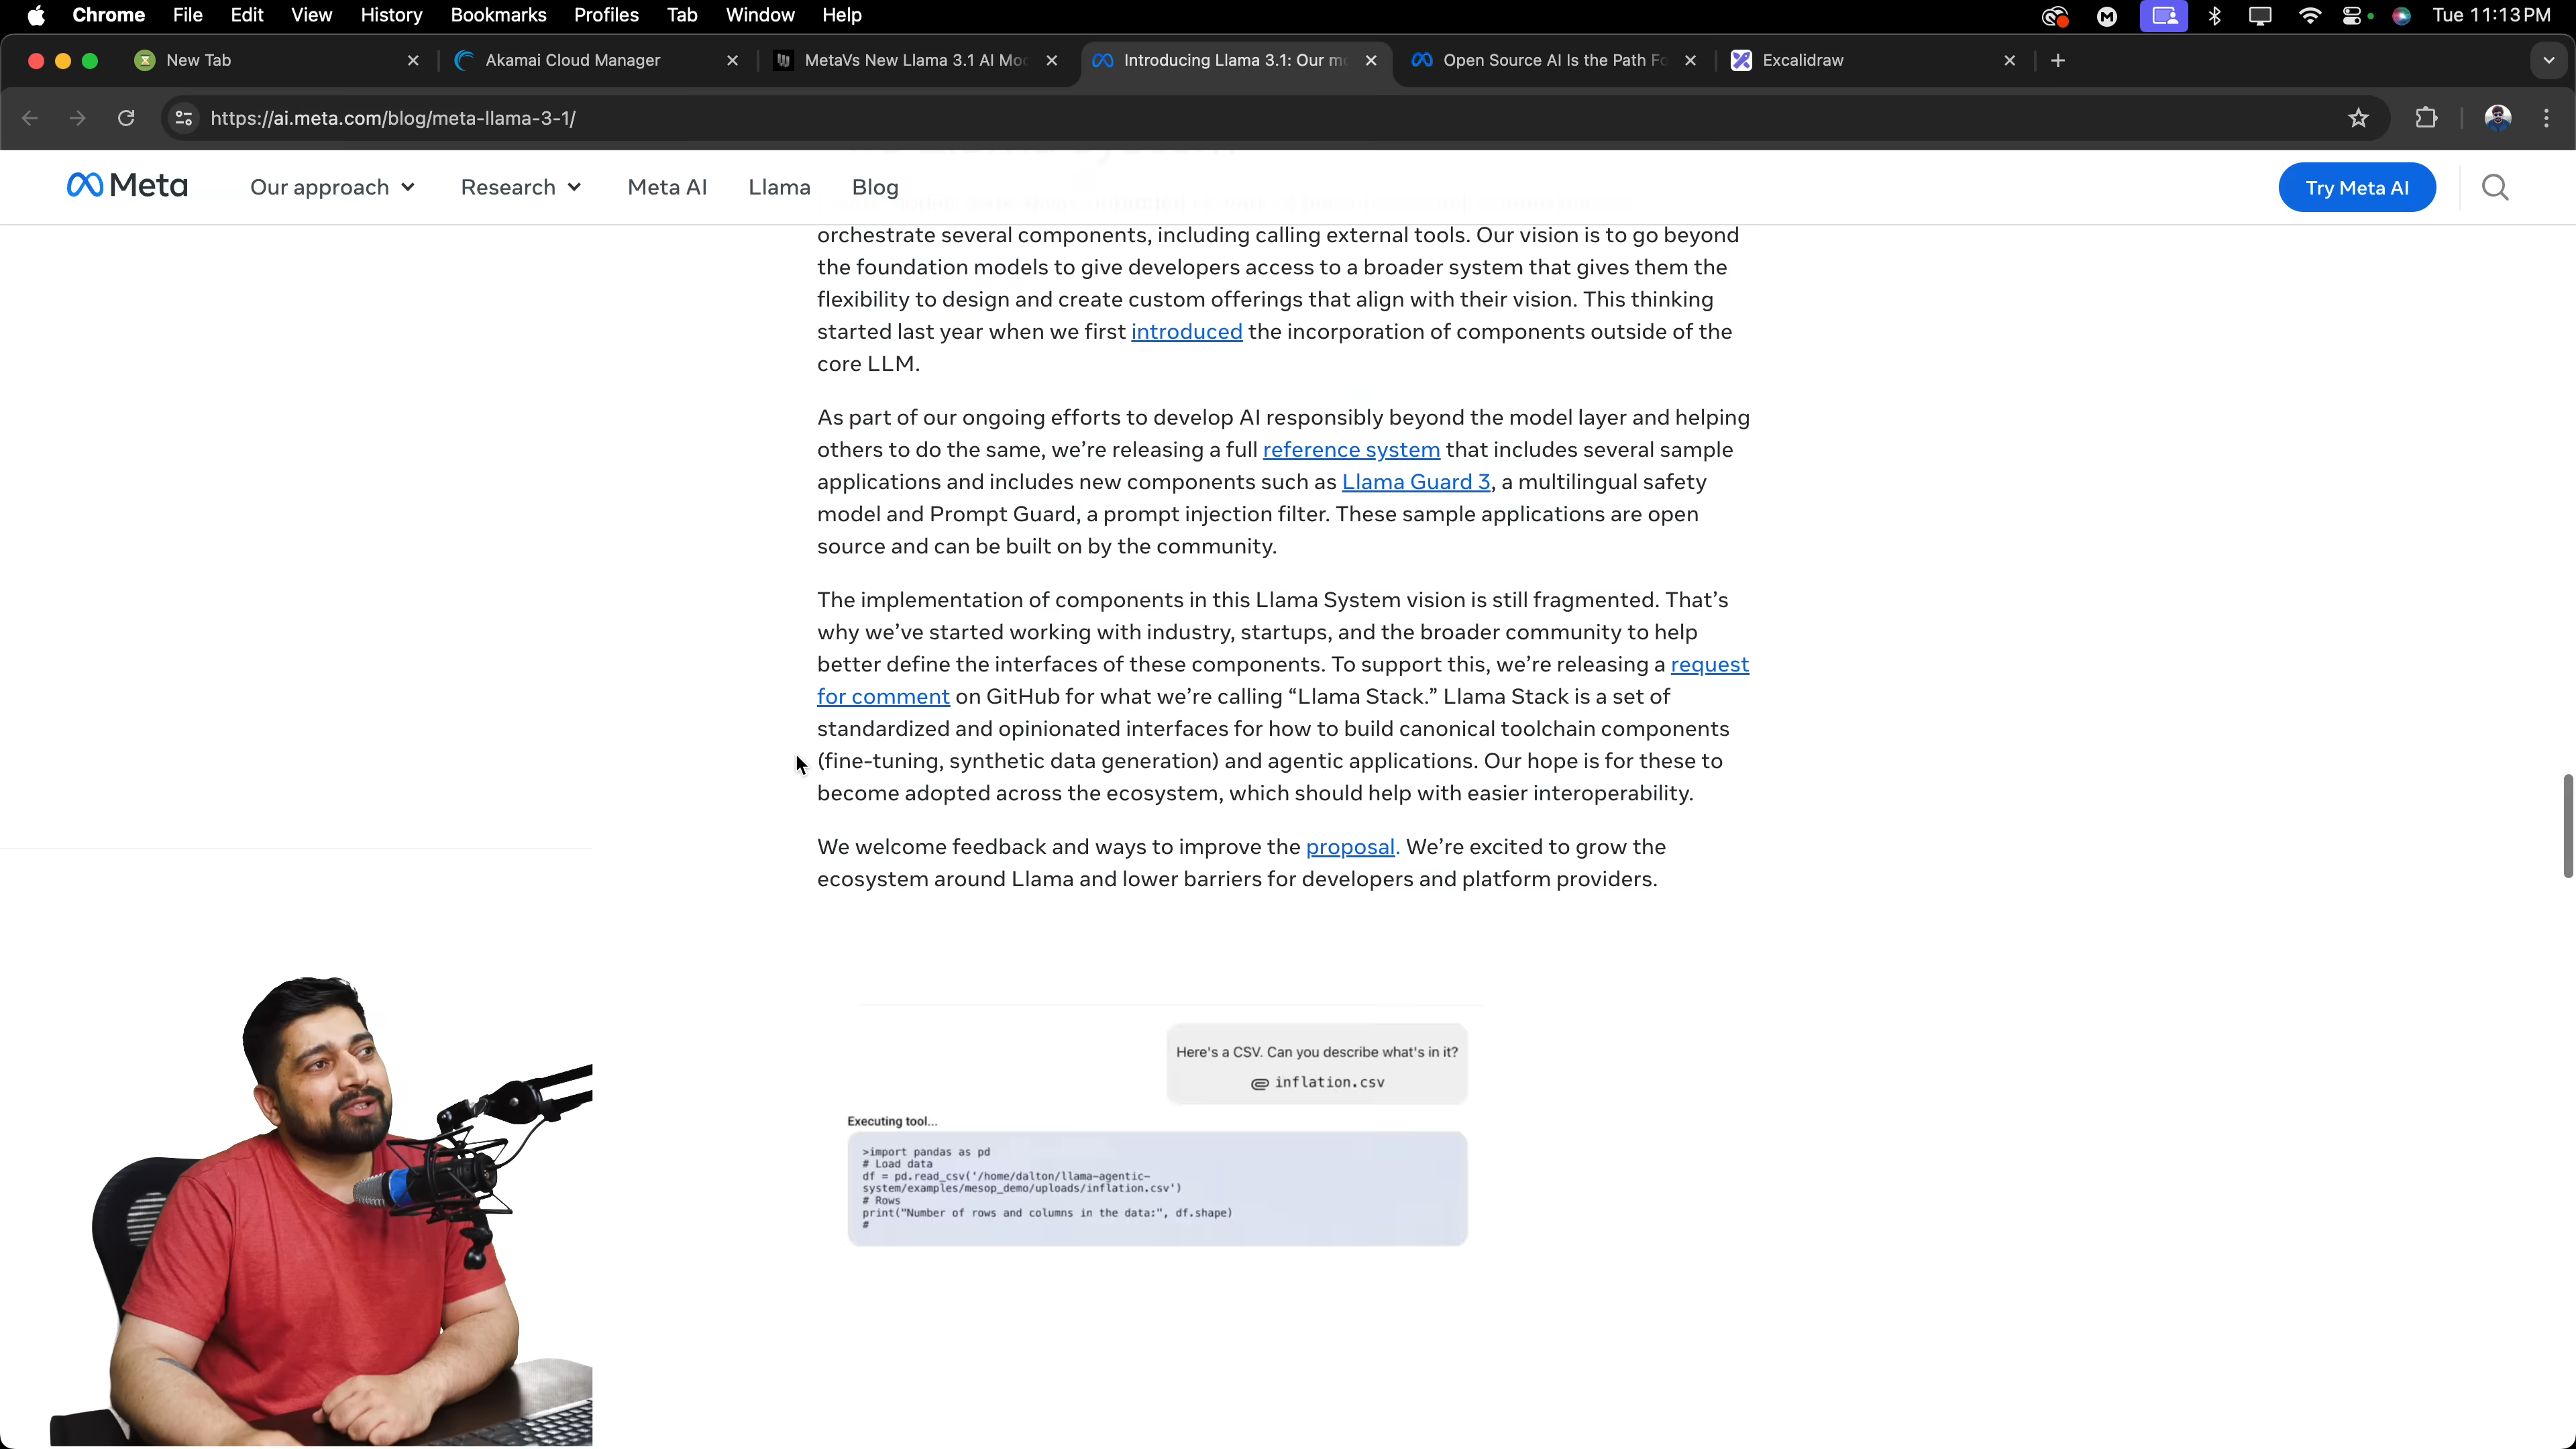 Chrome File Edit View History Bookmarks Profiles Tab Window Help Tue 11:13 PM
New Tab Akamai Cloud Manager MetaVs New Llama 3.1 AI Mo Introducing Llama 3.1: Our m Open Source AI Is the Path Fo Excalidraw
https://ai.meta.com/blog/meta-llama-3-1/
Meta Our approach Research Meta AI Llama Blog Try Meta AI
orchestrate several components, including calling external tools. Our vision is to go beyond
the foundation models to give developers access to a broader system that gives them the
flexibility to design and create custom offerings that align with their vision. This thinking
started last year when we first introduced the incorporation of components outside of the
core LLM.
As part of our ongoing efforts to develop AI responsibly beyond the model layer and helping
others to do the same, we’re releasing a full reference system that includes several sample
applications and includes new components such as Llama Guard 3, a multilingual safety
model and Prompt Guard, a prompt injection filter. These sample applications are open
source and can be built on by the community.
The implementation of components in this Llama System vision is still fragmented. That’s
why we’ve started working with industry, startups, and the broader community to help
better define the interfaces of these components. To support this, we’re releasing a request
for comment on GitHub for what we’re calling “Llama Stack.” Llama Stack is a set of
standardized and opinionated interfaces for how to build canonical toolchain components
(fine-tuning, synthetic data generation) and agentic applications. Our hope is for these to
become adopted across the ecosystem, which should help with easier interoperability.
We welcome feedback and ways to improve the proposal. We’re excited to grow the
ecosystem around Llama and lower barriers for developers and platform providers.
Here's a CSV. Can you describe what's in it?
inflation.csv
Executing tool...
>import pandas as pd
# Load data
df = pd.read_csv('/home/dalton/llama-agentic-
system/examples/mesop_demo/uploads/inflation.csv')
# Rows
print("Number of rows and columns in the data:", df.shape)
#